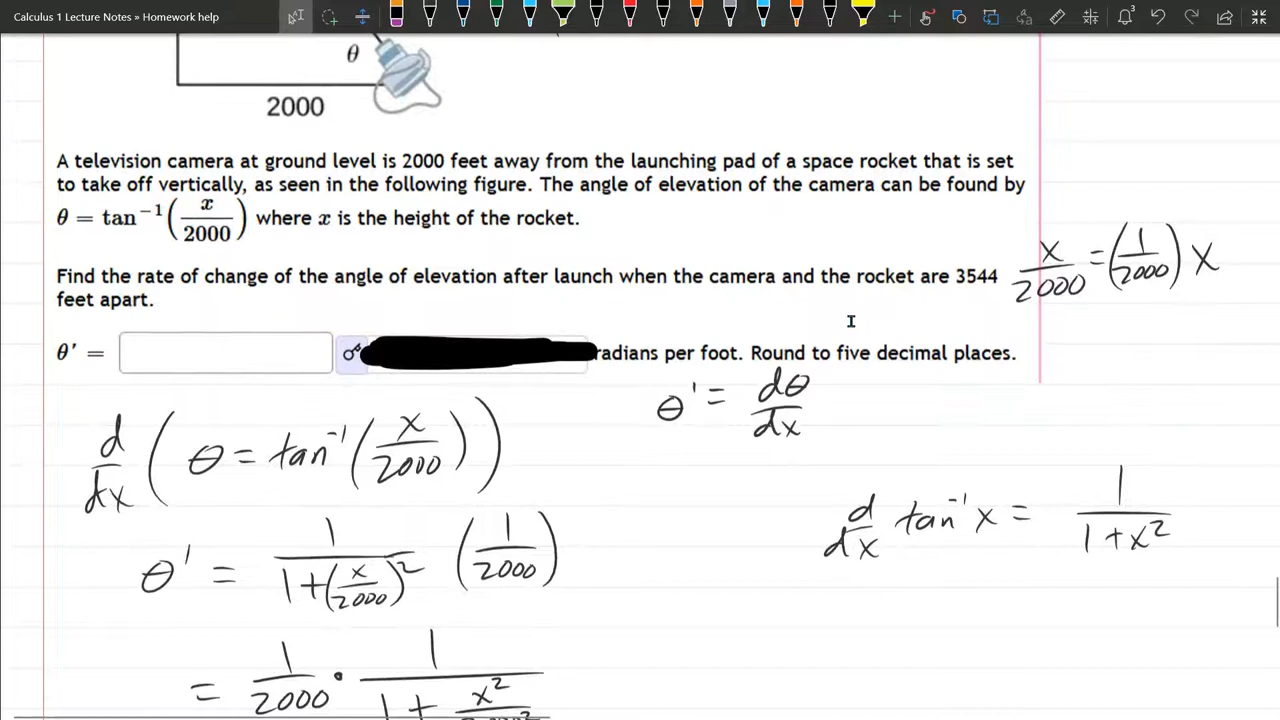 Calculus 1 Lecture Notes » Homework help
θ
2000
A television camera at ground level is 2000 feet away from the launching pad of a space rocket that is set
to take off vertically, as seen in the following figure. The angle of elevation of the camera can be found by
θ = tan⁻¹(x/2000) where x is the height of the rocket.
x/2000 = (1/2000) x
Find the rate of change of the angle of elevation after launch when the camera and the rocket are 3544
feet apart.
θ' = radians per foot. Round to five decimal places.
θ' = dθ/dx
d/dx (θ = tan⁻¹(x/2000))
d/dx tan⁻¹ x = 1/(1+x²)
θ' = 1/(1+(x/2000)²) (1/2000)
= 1/2000 · 1/(1 + x²